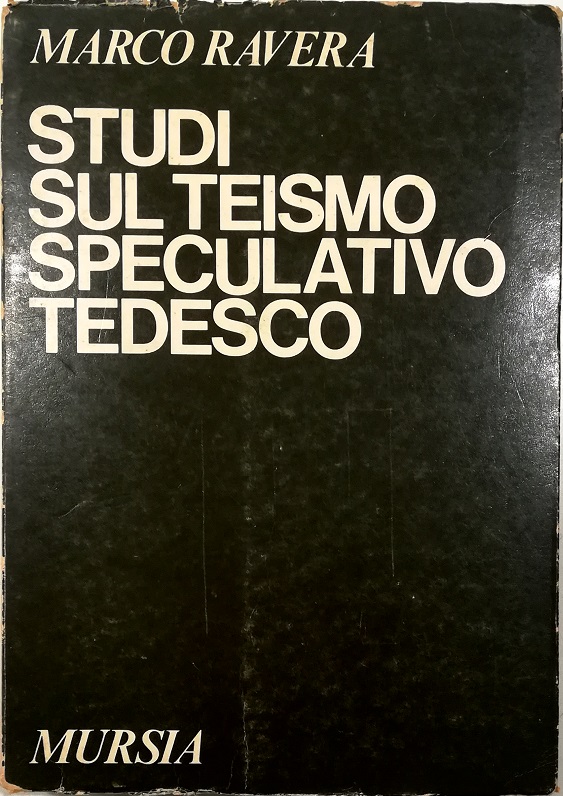 MARCO RAVERA
STUDI
SUL TEISMO
SPECULATIVO
TEDESCO
MURSIA